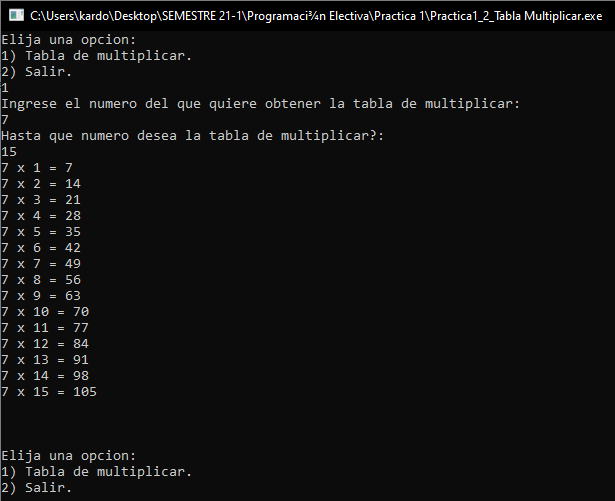 C:\Users\kardo\Desktop\SEMESTRE 21-1\Programaci¾n Electiva\Practica 1\Practica1_2_Tabla Multiplicar.exe
Elija una opcion:
1) Tabla de multiplicar.
2) Salir.
1
Ingrese el numero del que quiere obtener la tabla de multiplicar:
7
Hasta que numero desea la tabla de multiplicar?:
15
7 x 1 = 7
7 x 2 = 14
7 x 3 = 21
7 x 4 = 28
7 x 5 = 35
7 x 6 = 42
7 x 7 = 49
7 x 8 = 56
7 x 9 = 63
7 x 10 = 70
7 x 11 = 77
7 x 12 = 84
7 x 13 = 91
7 x 14 = 98
7 x 15 = 105
Elija una opcion:
1) Tabla de multiplicar.
2) Salir.